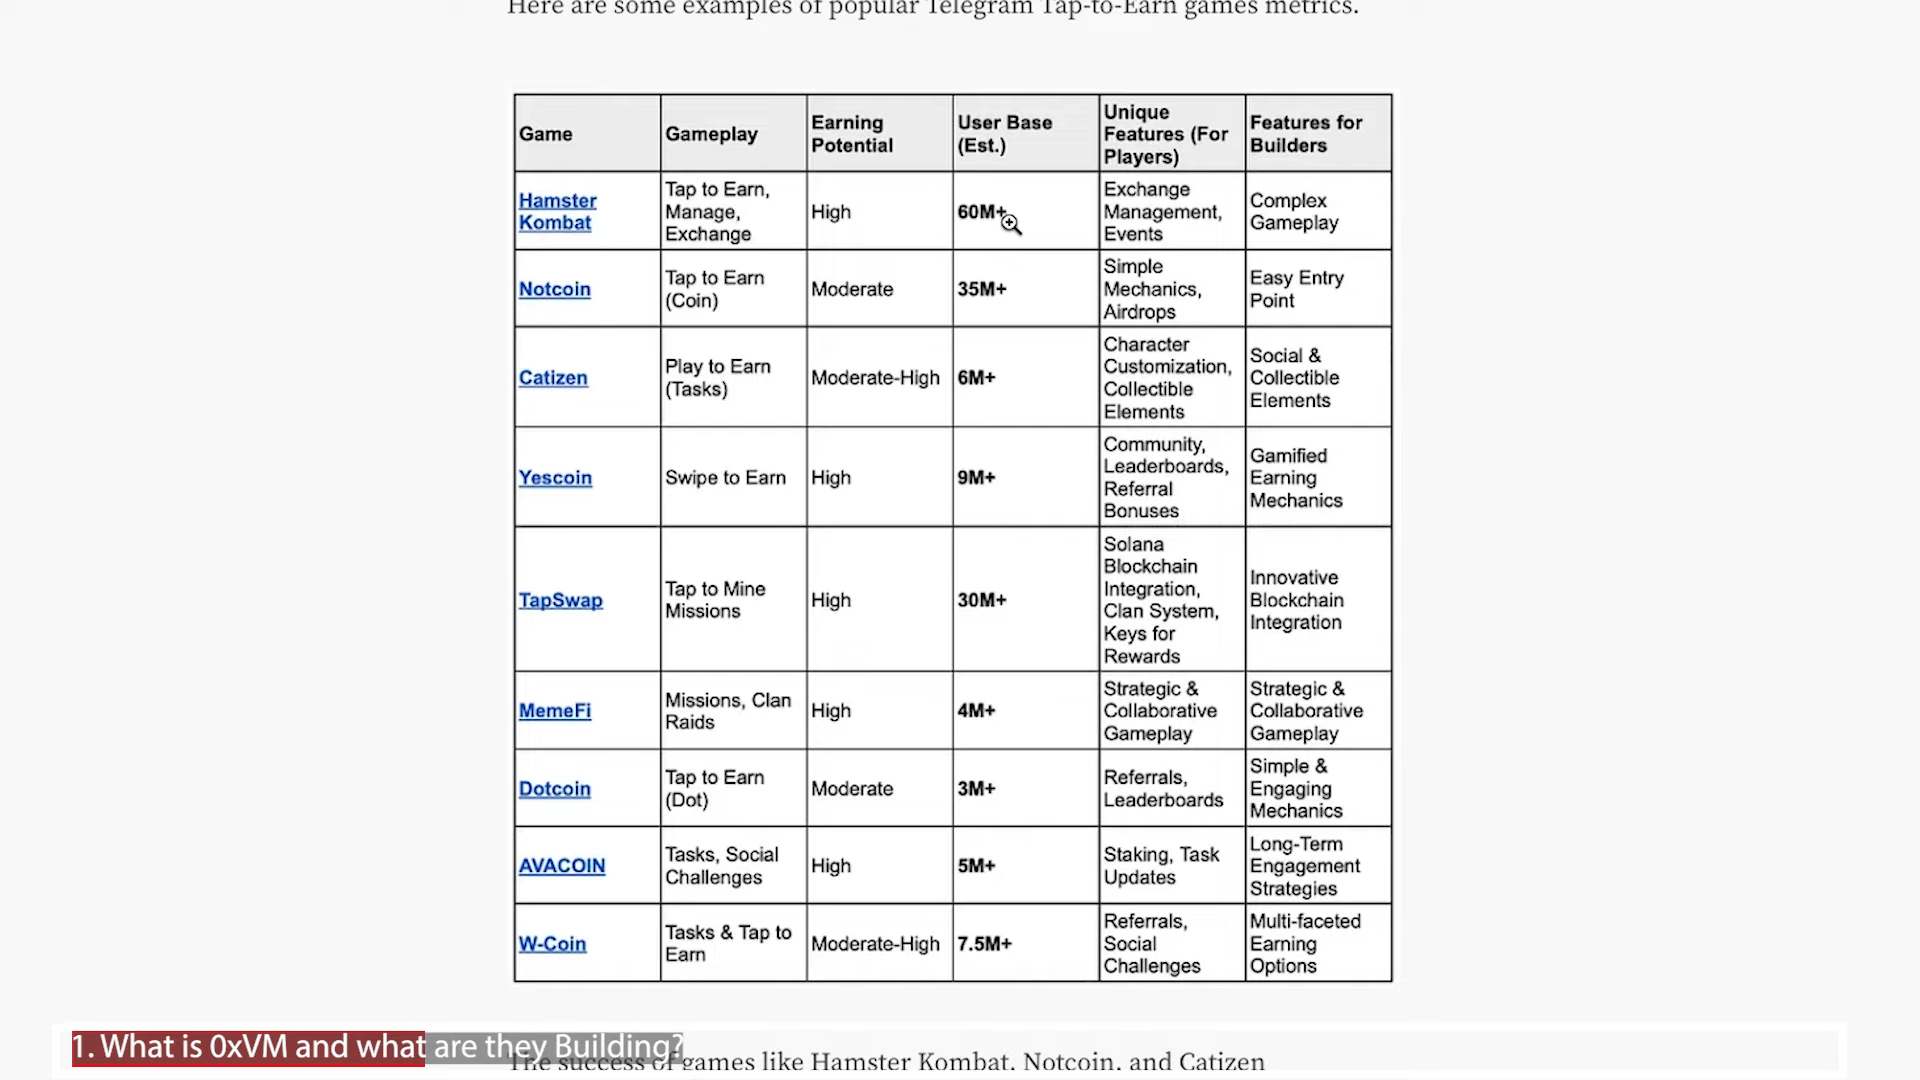 Here are some examples of popular Telegram Tap-to-Earn games metrics.
Game
Gameplay
Earning
Potential
User Base
(Est.)
Unique
Features (For
Players)
Features for
Builders
Hamster
Kombat
Tap to Earn,
Manage,
Exchange
High
60M+
Exchange
Management,
Events
Complex
Gameplay
Notcoin
Tap to Earn
(Coin)
Moderate
35M+
Simple
Mechanics,
Airdrops
Easy Entry
Point
Catizen
Play to Earn
(Tasks)
Moderate-High
6M+
Character
Customization,
Collectible
Elements
Social &
Collectible
Elements
Yescoin
Swipe to Earn
High
9M+
Community,
Leaderboards,
Referral
Bonuses
Gamified
Earning
Mechanics
TapSwap
Tap to Mine
Missions
High
30M+
Solana
Blockchain
Integration,
Clan System,
Keys for
Rewards
Innovative
Blockchain
Integration
MemeFi
Missions, Clan
Raids
High
4M+
Strategic &
Collaborative
Gameplay
Strategic &
Collaborative
Gameplay
Dotcoin
Tap to Earn
(Dot)
Moderate
3M+
Referrals,
Leaderboards
Simple &
Engaging
Mechanics
AVACOIN
Tasks, Social
Challenges
High
5M+
Staking, Task
Updates
Long-Term
Engagement
Strategies
W-Coin
Tasks & Tap to
Earn
Moderate-High
7.5M+
Referrals,
Social
Challenges
Multi-faceted
Earning
Options
1. What is 0xVM and what are they Building?
The success of games like Hamster Kombat, Notcoin, and Catizen